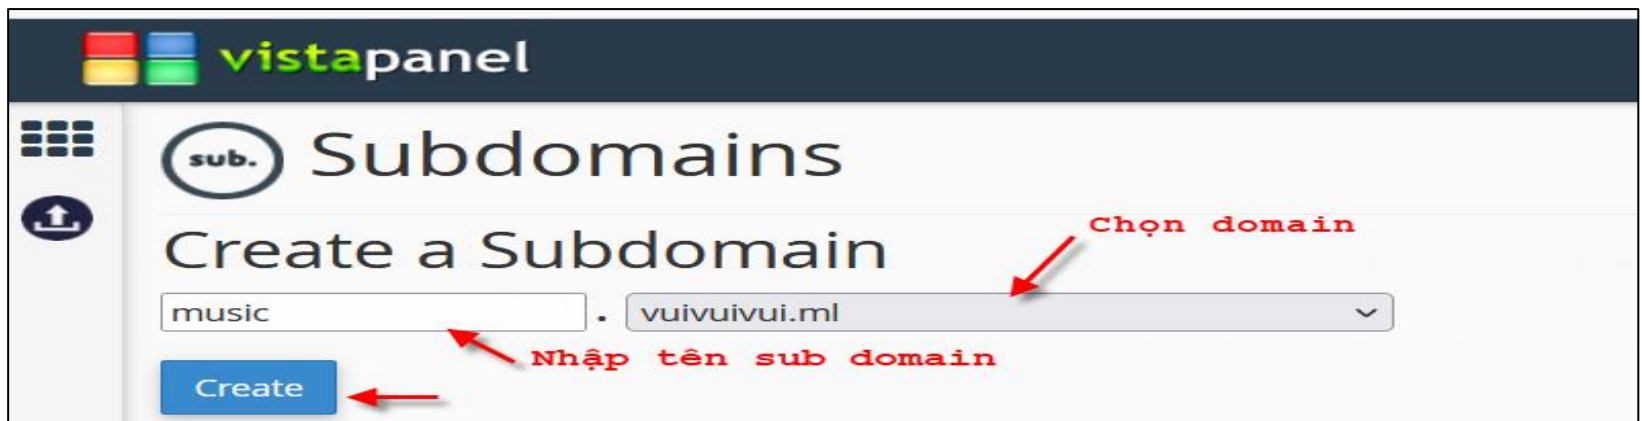 vistapanel
sub. Subdomains
Chọn domain
Create a Subdomain
music . vuivuivui.ml
Nhập tên sub domain
Create